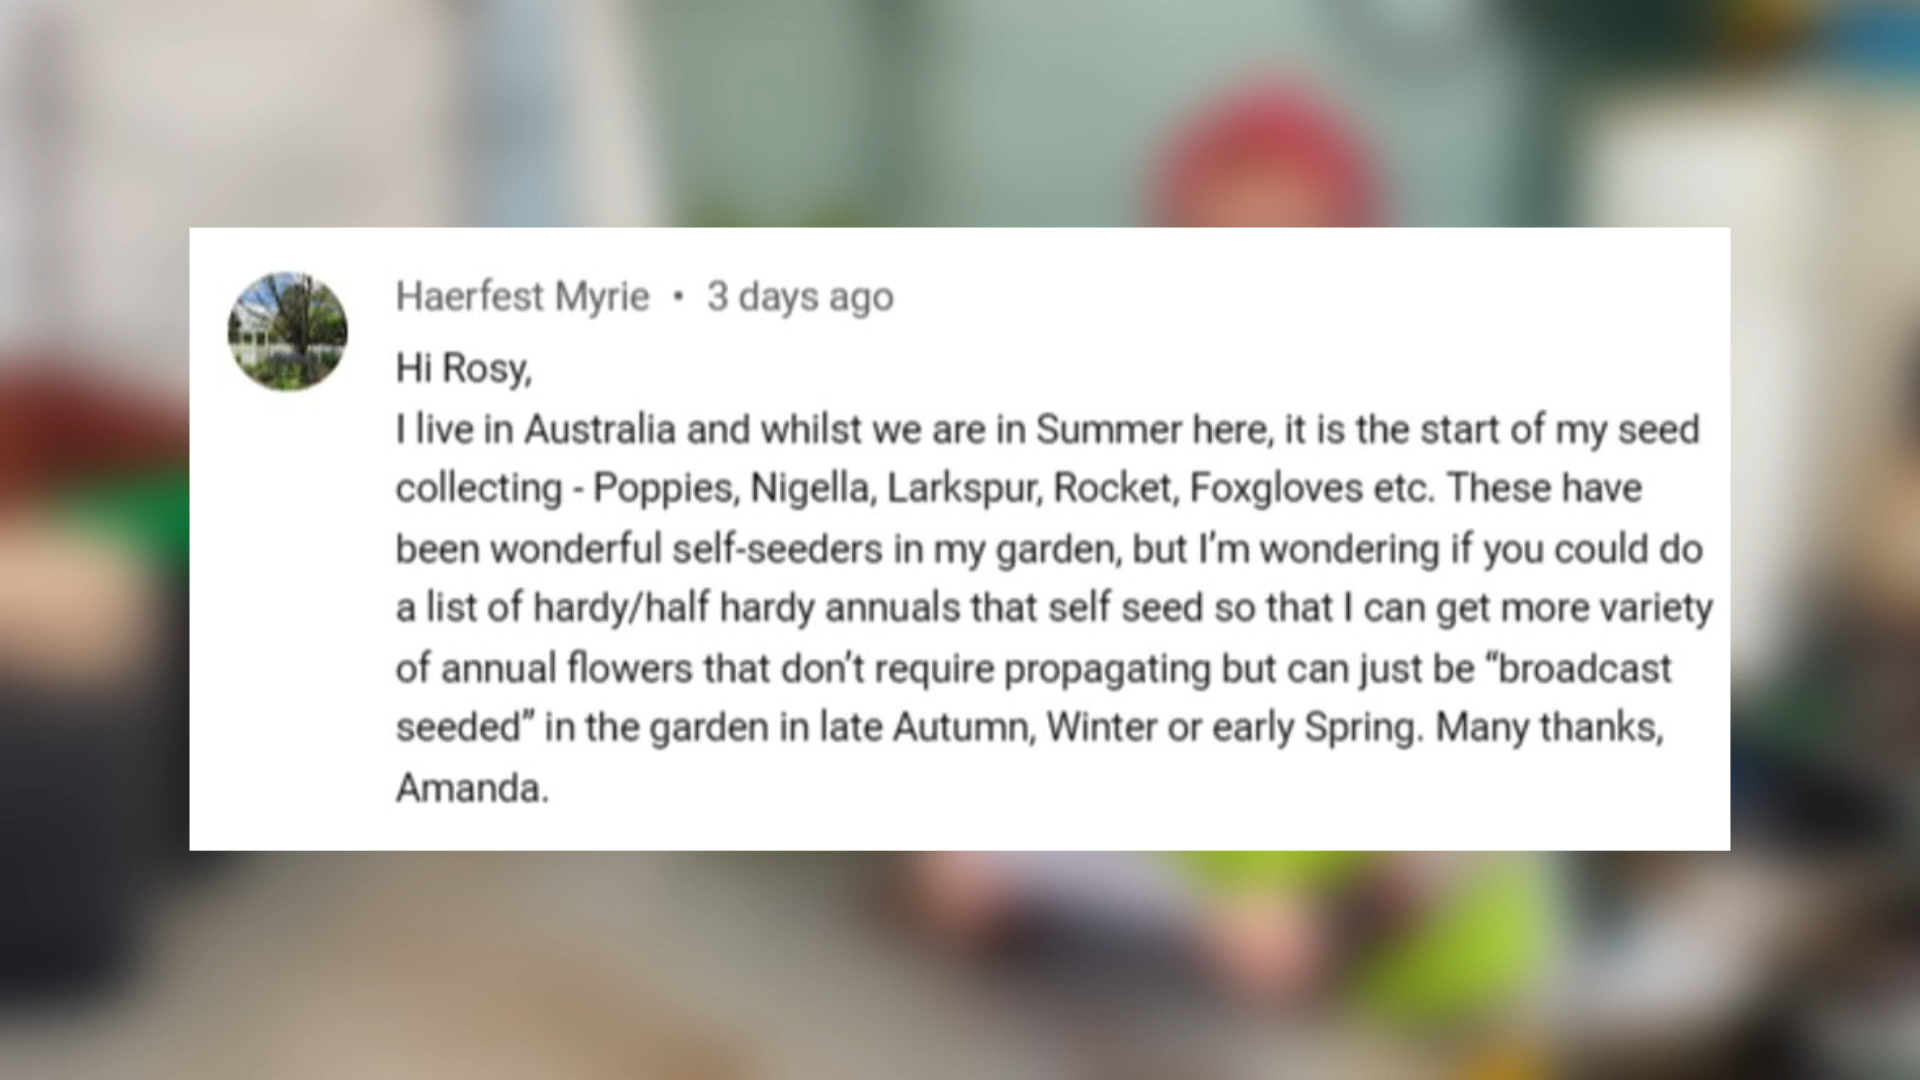 Haerfest Myrie • 3 days ago
Hi Rosy,
I live in Australia and whilst we are in Summer here, it is the start of my seed
collecting - Poppies, Nigella, Larkspur, Rocket, Foxgloves etc. These have
been wonderful self-seeders in my garden, but I’m wondering if you could do
a list of hardy/half hardy annuals that self seed so that I can get more variety
of annual flowers that don’t require propagating but can just be “broadcast
seeded” in the garden in late Autumn, Winter or early Spring. Many thanks,
Amanda.